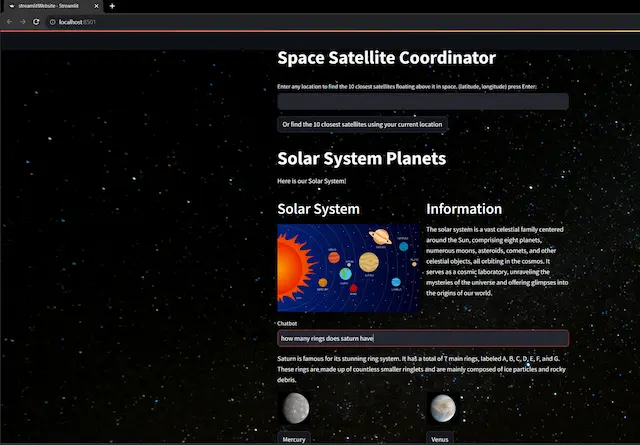 streamlitWebsite · Streamlit
localhost:8501
Space Satellite Coordinator
Enter any location to find the 10 closest satellites floating above it in space. (latitude, longitude) press Enter:
Or find the 10 closest satellites using your current location
Solar System Planets
Here is our Solar System!
Solar System
Information
The solar system is a vast celestial family centered
around the Sun, comprising eight planets,
numerous moons, asteroids, comets, and other
celestial objects, all orbiting in the cosmos. It
serves as a cosmic laboratory, unraveling the
mysteries of the universe and offering glimpses into
the origins of our world.
Chatbot
how many rings does saturn have
Saturn is famous for its stunning ring system. It has a total of 7 main rings, labeled A, B, C, D, E, F, and G.
These rings are made up of countless smaller ringlets and are mainly composed of ice particles and rocky
debris.
Mercury
Venus